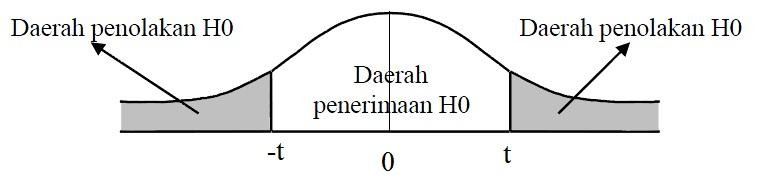 Daerah penolakan H0
Daerah penolakan H0
Daerah
penerimaan H0
-t
0
t